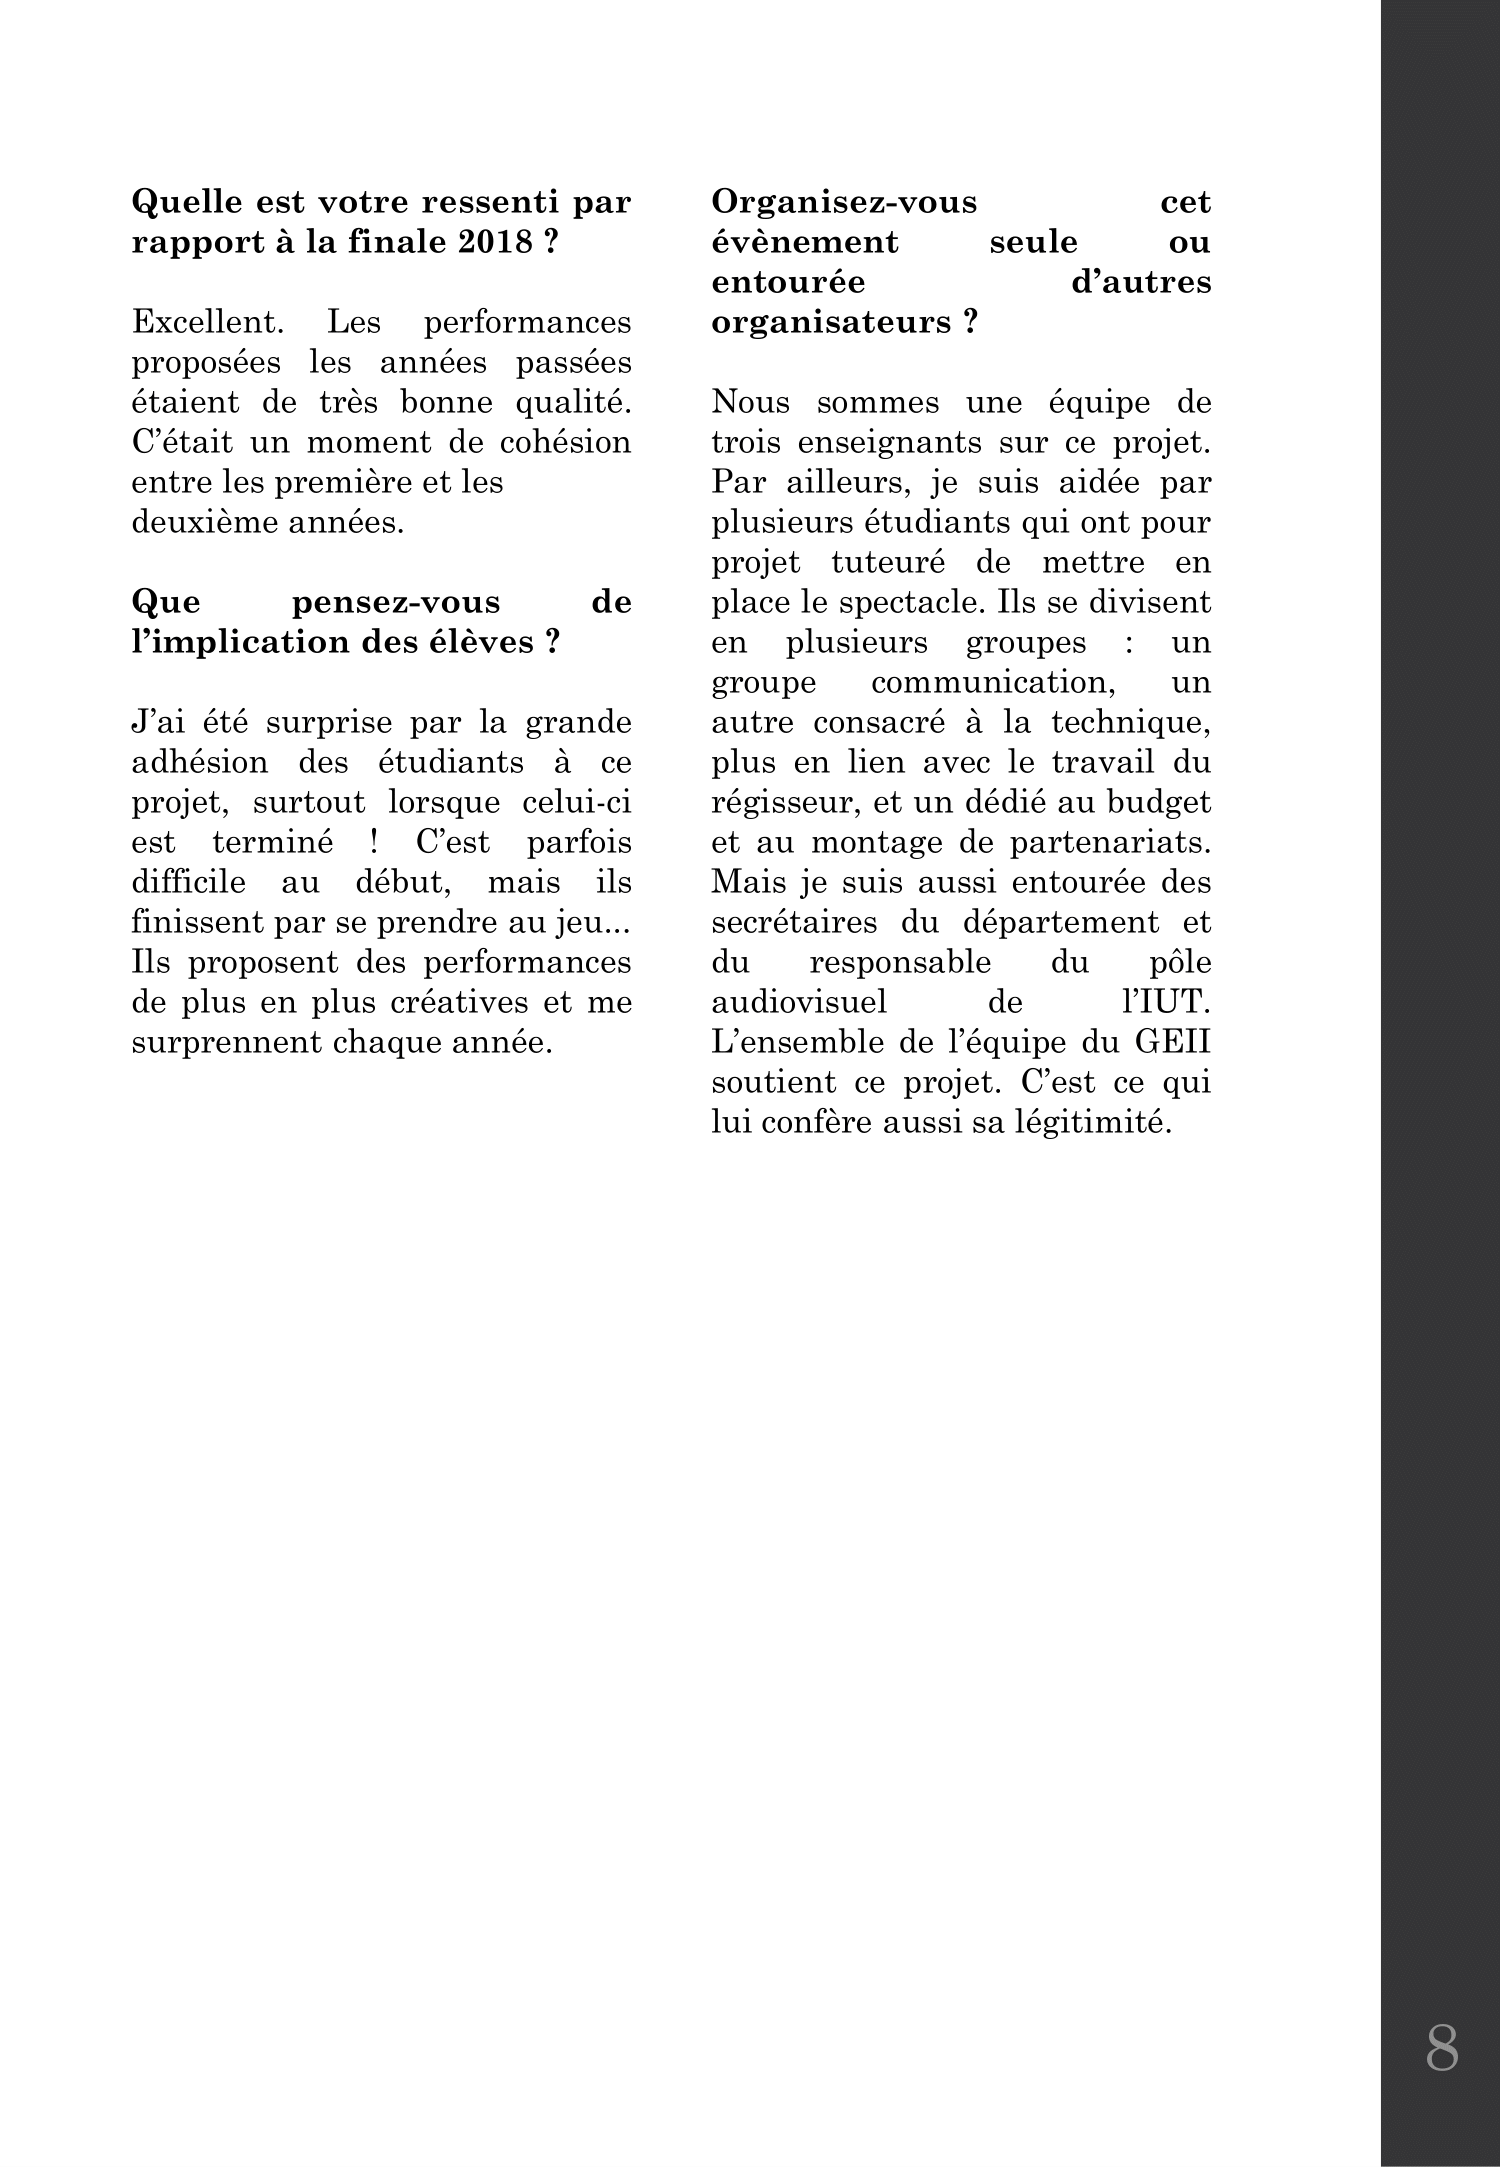 Quelle est votre ressenti par
rapport à la finale 2018 ?
Excellent. Les performances
proposées les années passées
étaient de très bonne qualité.
C’était un moment de cohésion
entre les première et les
deuxième années.
Que pensez-vous de
l’implication des élèves ?
J’ai été surprise par la grande
adhésion des étudiants à ce
projet, surtout lorsque celui-ci
est terminé ! C’est parfois
difficile au début, mais ils
finissent par se prendre au jeu...
Ils proposent des performances
de plus en plus créatives et me
surprennent chaque année.
Organisez-vous cet
évènement seule ou
entourée d’autres
organisateurs ?
Nous sommes une équipe de
trois enseignants sur ce projet.
Par ailleurs, je suis aidée par
plusieurs étudiants qui ont pour
projet tuteuré de mettre en
place le spectacle. Ils se divisent
en plusieurs groupes : un
groupe communication, un
autre consacré à la technique,
plus en lien avec le travail du
régisseur, et un dédié au budget
et au montage de partenariats.
Mais je suis aussi entourée des
secrétaires du département et
du responsable du pôle
audiovisuel de l’IUT.
L’ensemble de l’équipe du GEII
soutient ce projet. C’est ce qui
lui confère aussi sa légitimité.
8